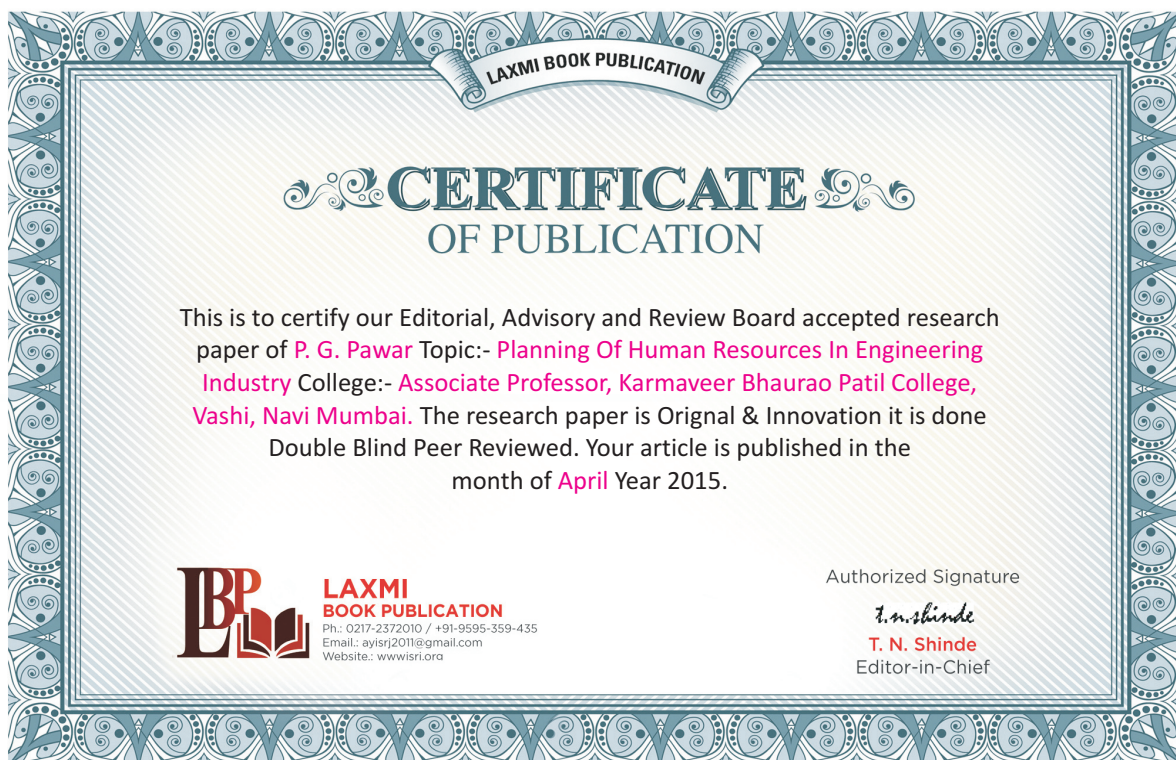 LAXMI BOOK PUBLICATION
CERTIFICATE
OF PUBLICATION
This is to certify our Editorial, Advisory and Review Board accepted research
paper of P. G. Pawar Topic:- Planning Of Human Resources In Engineering
Industry College:- Associate Professor, Karmaveer Bhaurao Patil College,
Vashi, Navi Mumbai. The research paper is Orignal & Innovation it is done
Double Blind Peer Reviewed. Your article is published in the
month of April Year 2015.
LBP
LAXMI
BOOK PUBLICATION
Ph.: 0217-2372010 / +91-9595-359-435
Email.: ayisrj2011@gmail.com
Website.: wwwisri.org
Authorized Signature
t.n.shinde
T. N. Shinde
Editor-in-Chief